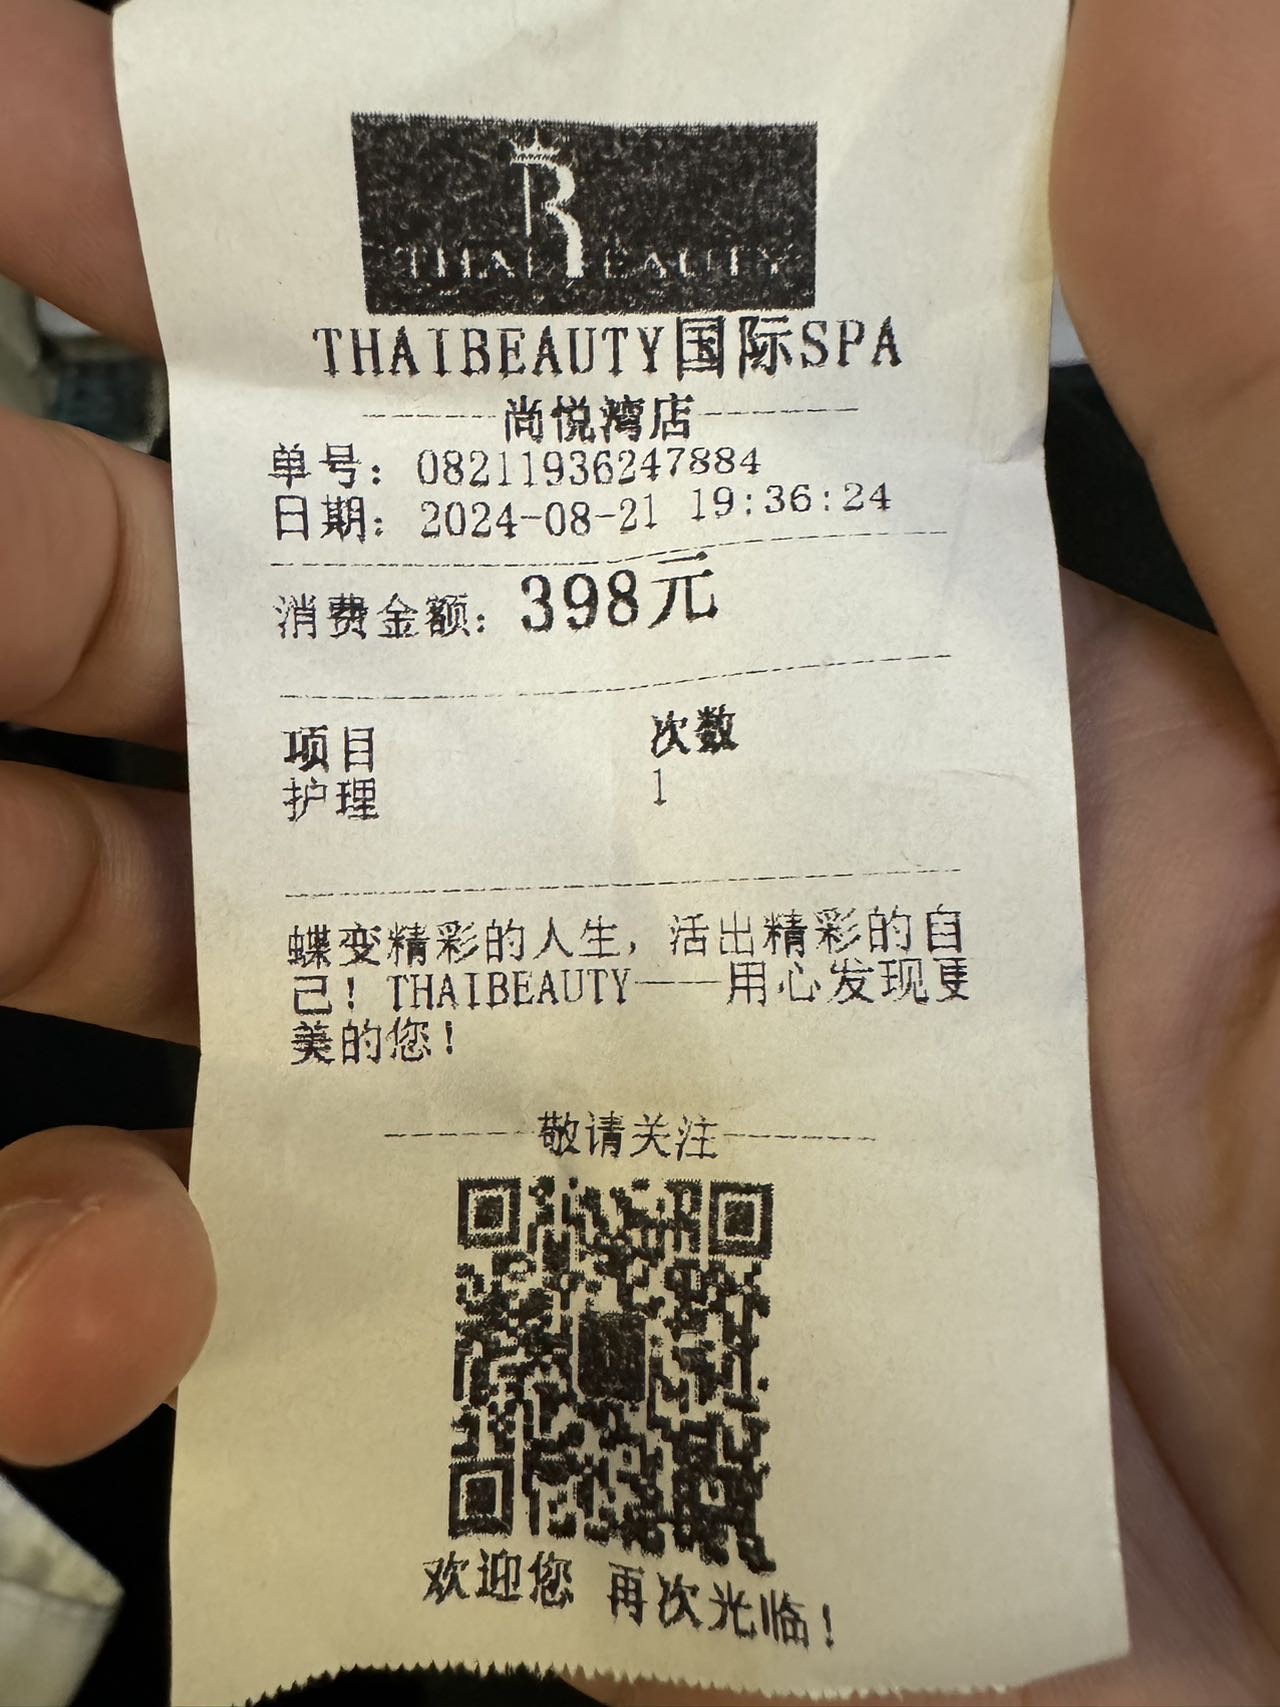 THAI BEAUTY
THAIBEAUTY国际SPA
尚悦湾店
单号：08211936247884
日期：2024-08-21 19:36:24
消费金额：398元
项目 次数
护理 1
蝶变精彩的人生，活出精彩的自
己！THAIBEAUTY——用心发现更
美的您！
敬请关注
欢迎您 再次光临！